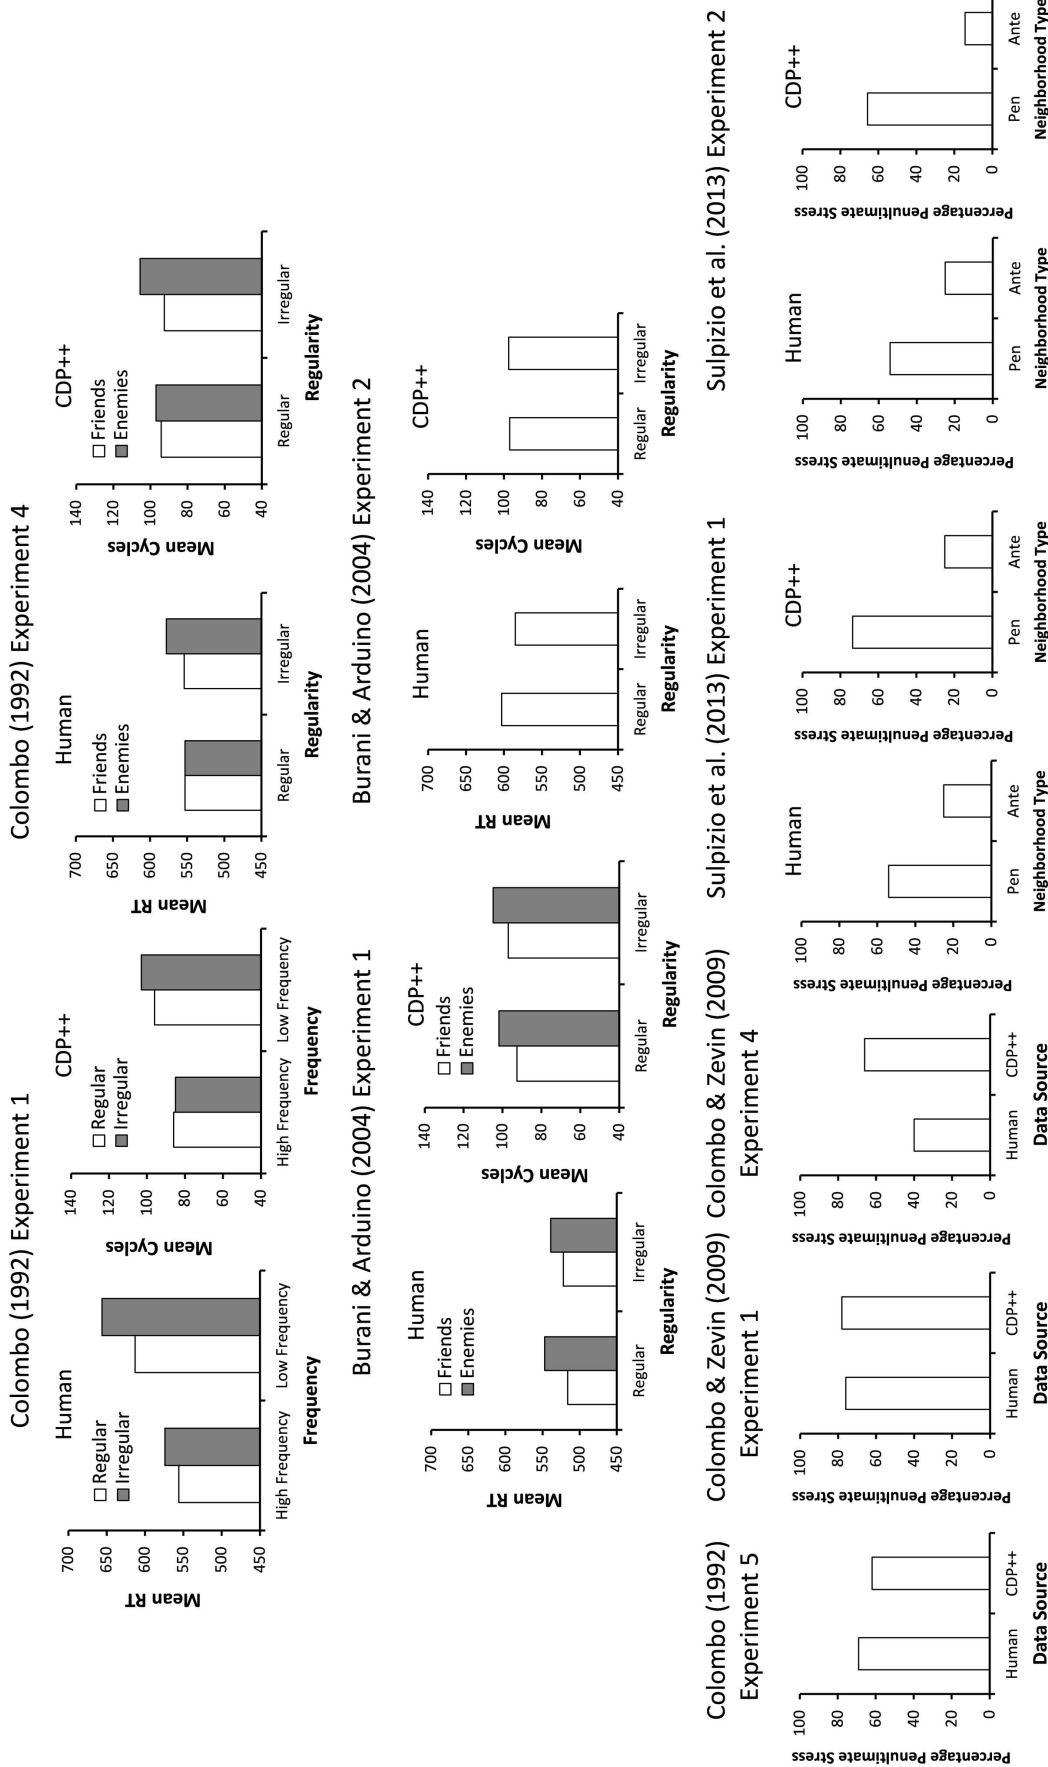 Colombo (1992) Experiment 1
Human
Regular
Irregular
Mean RT
700
650
600
550
500
450
High Frequency Low Frequency
Frequency
CDP++
Regular
Irregular
Mean Cycles
140
120
100
80
60
40
High Frequency Low Frequency
Frequency
Colombo (1992) Experiment 4
Human
Friends
Enemies
Mean RT
700
650
600
550
500
450
Regular Irregular
Regularity
CDP++
Friends
Enemies
Mean Cycles
140
120
100
80
60
40
Regular Irregular
Regularity
Burani & Arduino (2004) Experiment 1
Human
Friends
Enemies
Mean RT
700
650
600
550
500
450
Regular Irregular
Regularity
CDP++
Friends
Enemies
Mean Cycles
140
120
100
80
60
40
Regular Irregular
Regularity
Burani & Arduino (2004) Experiment 2
Human
Mean RT
700
650
600
550
500
450
Regular Irregular
Regularity
CDP++
Mean Cycles
140
120
100
80
60
40
Regular Irregular
Regularity
Colombo (1992)
Experiment 5
Percentage Penultimate Stress
100
80
60
40
20
0
Human CDP++
Data Source
Colombo & Zevin (2009)
Experiment 1
Percentage Penultimate Stress
100
80
60
40
20
0
Human CDP++
Data Source
Colombo & Zevin (2009)
Experiment 4
Percentage Penultimate Stress
100
80
60
40
20
0
Human CDP++
Data Source
Sulpizio et al. (2013) Experiment 1
Human
Percentage Penultimate Stress
100
80
60
40
20
0
Pen Ante
Neighborhood Type
CDP++
Percentage Penultimate Stress
100
80
60
40
20
0
Pen Ante
Neighborhood Type
Sulpizio et al. (2013) Experiment 2
Human
Percentage Penultimate Stress
100
80
60
40
20
0
Pen Ante
Neighborhood Type
CDP++
Percentage Penultimate Stress
100
80
60
40
20
0
Pen Ante
Neighborhood Type